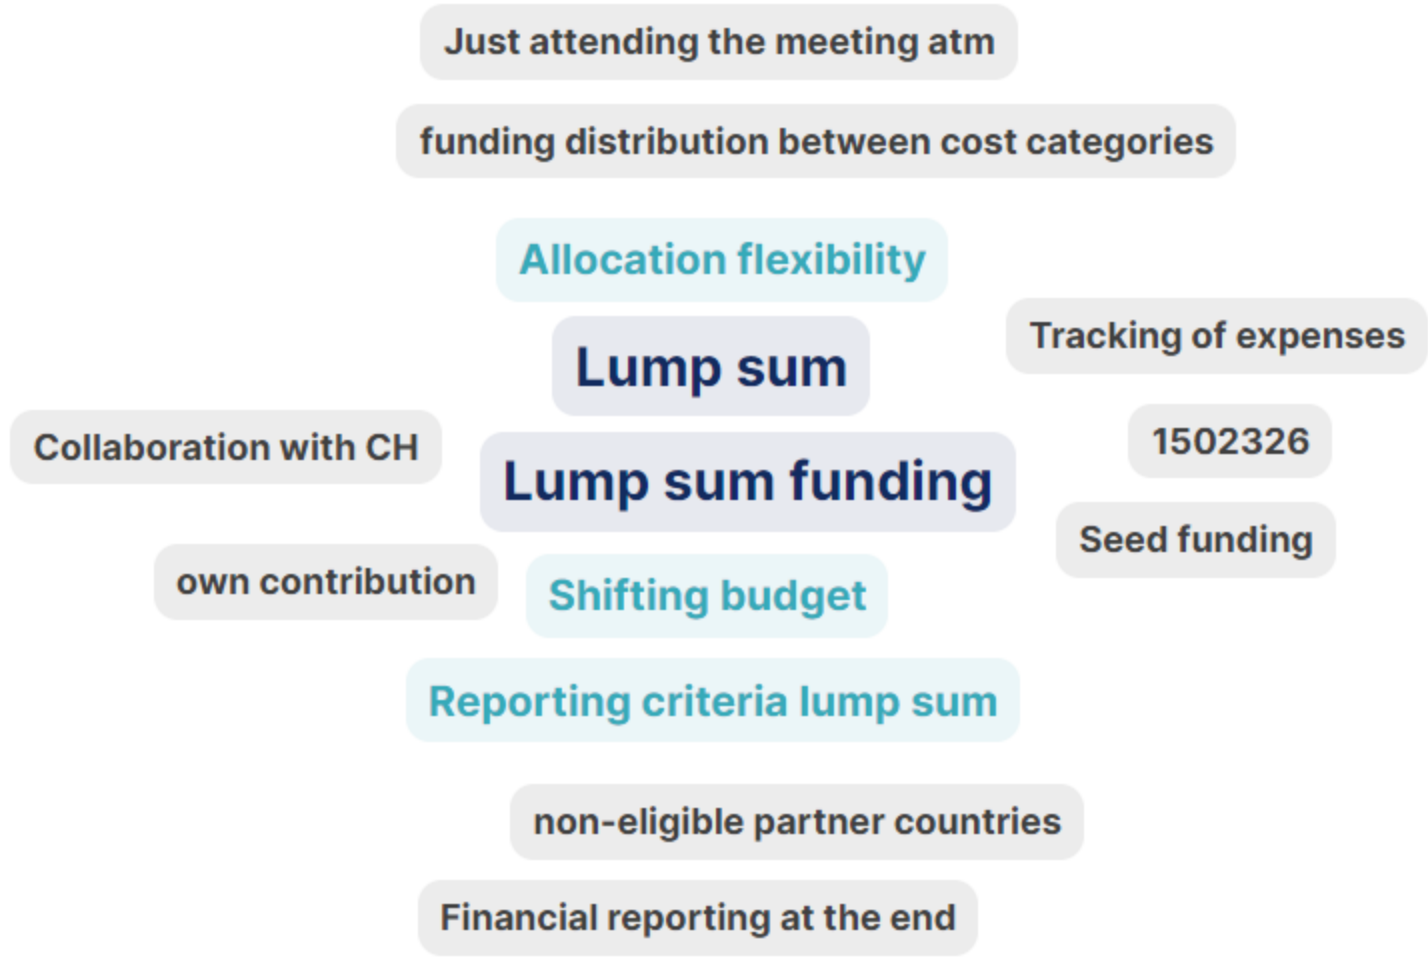 Just attending the meeting atm
funding distribution between cost categories
Allocation flexibility
Lump sum
Tracking of expenses
Collaboration with CH
1502326
Lump sum funding
Seed funding
own contribution
Shifting budget
Reporting criteria lump sum
non-eligible partner countries
Financial reporting at the end